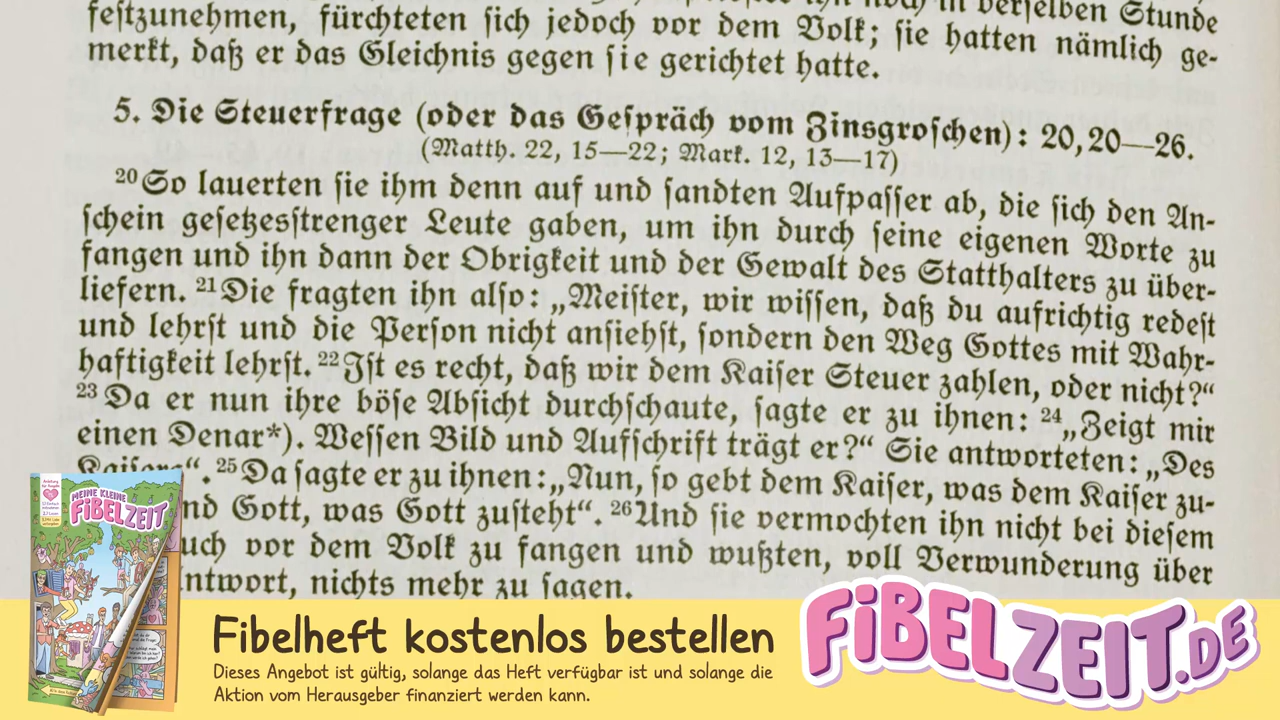 in derselben Stunde
festzunehmen, fürchteten sich jedoch vor dem Volk; sie hatten nämlich ge-
merkt, daß er das Gleichnis gegen sie gerichtet hatte.
5. Die Steuerfrage (oder das Gespräch vom Zinsgroschen): 20,20—26.
(Matth. 22, 15—22; Mark. 12, 13—17)
20 So lauerten sie ihm denn auf und sandten Aufpasser ab, die sich den An-
schein gesetzesstrenger Leute gaben, um ihn durch seine eigenen Worte zu
fangen und ihn dann der Obrigkeit und der Gewalt des Statthalters zu über-
liefern. 21 Die fragten ihn also: „Meister, wir wissen, daß du aufrichtig redest
und lehrst und die Person nicht ansiehst, sondern den Weg Gottes mit Wahr-
haftigkeit lehrst. 22 Ist es recht, daß wir dem Kaiser Steuer zahlen, oder nicht?“
23 Da er nun ihre böse Absicht durchschaute, sagte er zu ihnen: 24 „Zeigt mir
einen Denar*). Wessen Bild und Aufschrift trägt er?“ Sie antworteten: „Des
Kaisers“. 25 Da sagte er zu ihnen: „Nun, so gebt dem Kaiser, was dem Kaiser zu-
nd Gott, was Gott zusteht“. 26 Und sie vermochten ihn nicht bei diesem
uch vor dem Volk zu fangen und wußten, voll Verwunderung über
ntwort, nichts mehr zu sagen.
MEINE KLEINE
FiBELZEIT
Fibelheft kostenlos bestellen
Dieses Angebot ist gültig, solange das Heft verfügbar ist und solange die
Aktion vom Herausgeber finanziert werden kann.
FiBELZEIT.DE